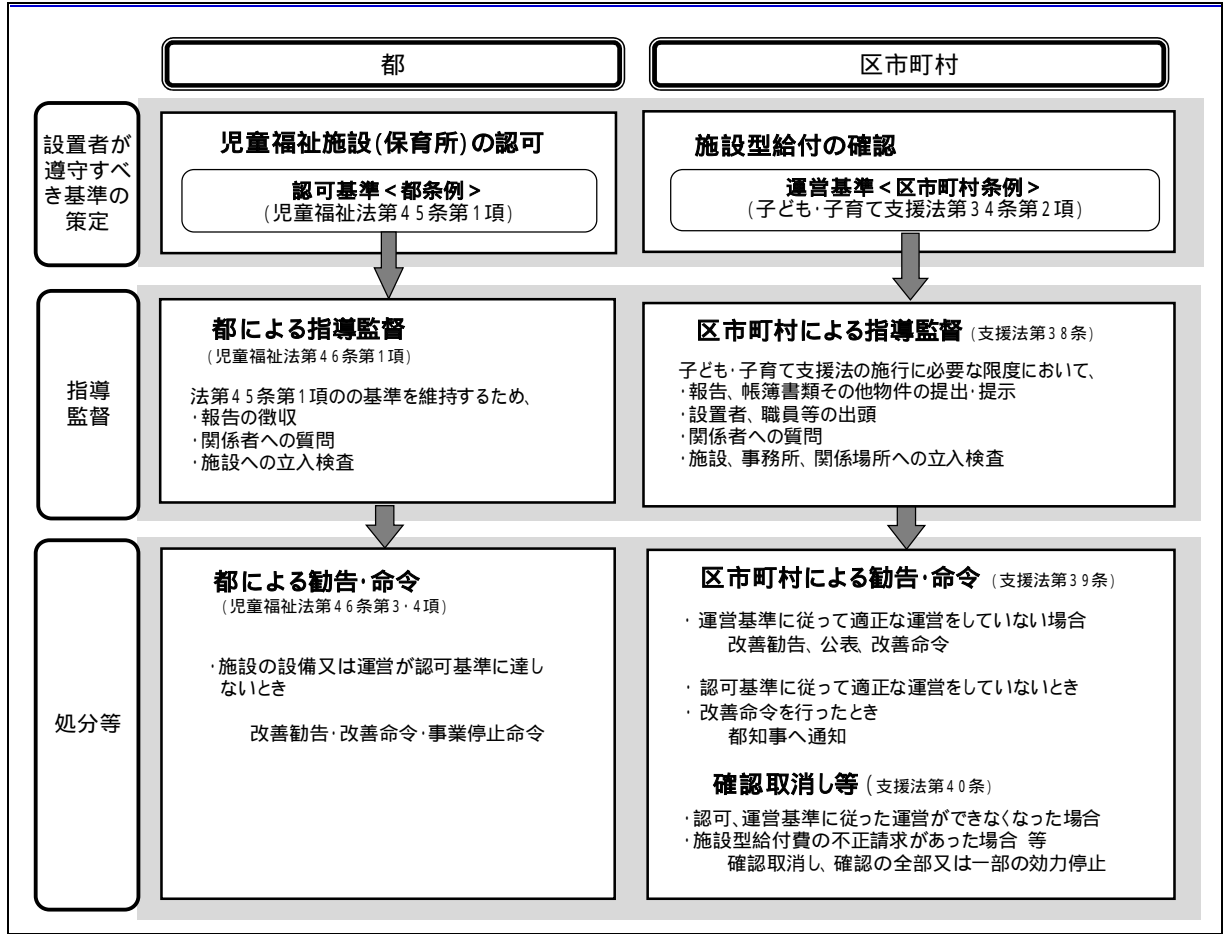 都
区市町村
設置者が
遵守すべ
き基準の
策定
児童福祉施設(保育所)の認可
認可基準<都条例>
(児童福祉法第45条第1項)
施設型給付の確認
運営基準<区市町村条例>
(子ども・子育て支援法第34条第2項)
指導
監督
都による指導監督
(児童福祉法第46条第1項)
法第45条第1項のの基準を維持するため、
・報告の徴収
・関係者への質問
・施設への立入検査
区市町村による指導監督 (支援法第38条)
子ども・子育て支援法の施行に必要な限度において、
・報告、帳簿書類その他物件の提出・提示
・設置者、職員等の出頭
・関係者への質問
・施設、事務所、関係場所への立入検査
処分等
都による勧告・命令
(児童福祉法第46条第3・4項)
・施設の設備又は運営が認可基準に達し
ないとき
改善勧告・改善命令・事業停止命令
区市町村による勧告・命令 (支援法第39条)
・運営基準に従って適正な運営をしていない場合
改善勧告、公表、改善命令
・認可基準に従って適正な運営をしていないとき
・改善命令を行ったとき
都知事へ通知
確認取消し等 (支援法第40条)
・認可、運営基準に従った運営ができなくなった場合
・施設型給付費の不正請求があった場合 等
確認取消し、確認の全部又は一部の効力停止